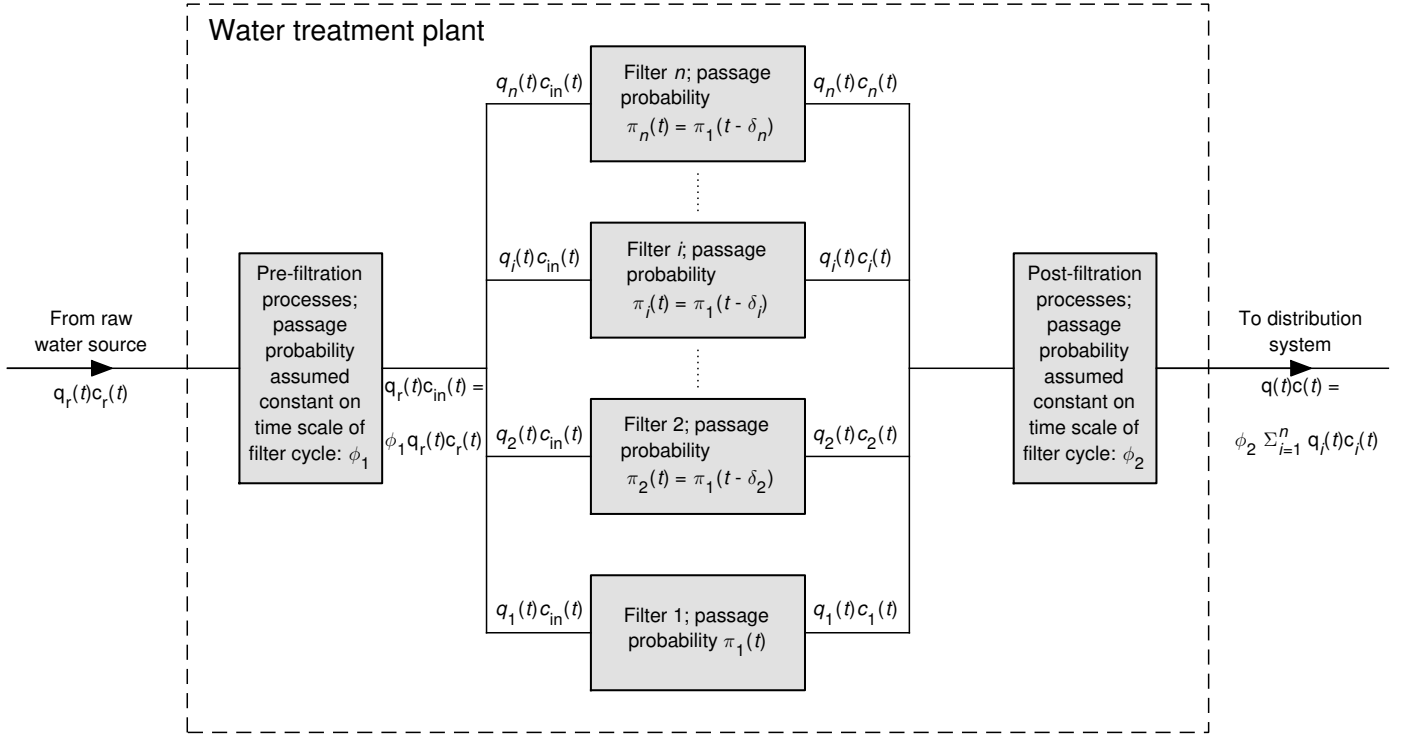 Water treatment plant
From raw
water source
q_r(t)c_r(t)
Pre-filtration
processes;
passage
probability
assumed
constant on
time scale of
filter cycle: ϕ_1
q_r(t)c_in(t) =
ϕ_1 q_r(t)c_r(t)
q_n(t)c_in(t)
Filter n; passage
probability
π_n(t) = π_1(t - δ_n)
q_n(t)c_n(t)
q_i(t)c_in(t)
Filter i; passage
probability
π_i(t) = π_1(t - δ_i)
q_i(t)c_i(t)
q_2(t)c_in(t)
Filter 2; passage
probability
π_2(t) = π_1(t - δ_2)
q_2(t)c_2(t)
q_1(t)c_in(t)
Filter 1; passage
probability π_1(t)
q_1(t)c_1(t)
Post-filtration
processes;
passage
probability
assumed
constant on
time scale of
filter cycle: ϕ_2
To distribution
system
q(t)c(t) =
ϕ_2 Σ_{i=1}^n q_i(t)c_i(t)